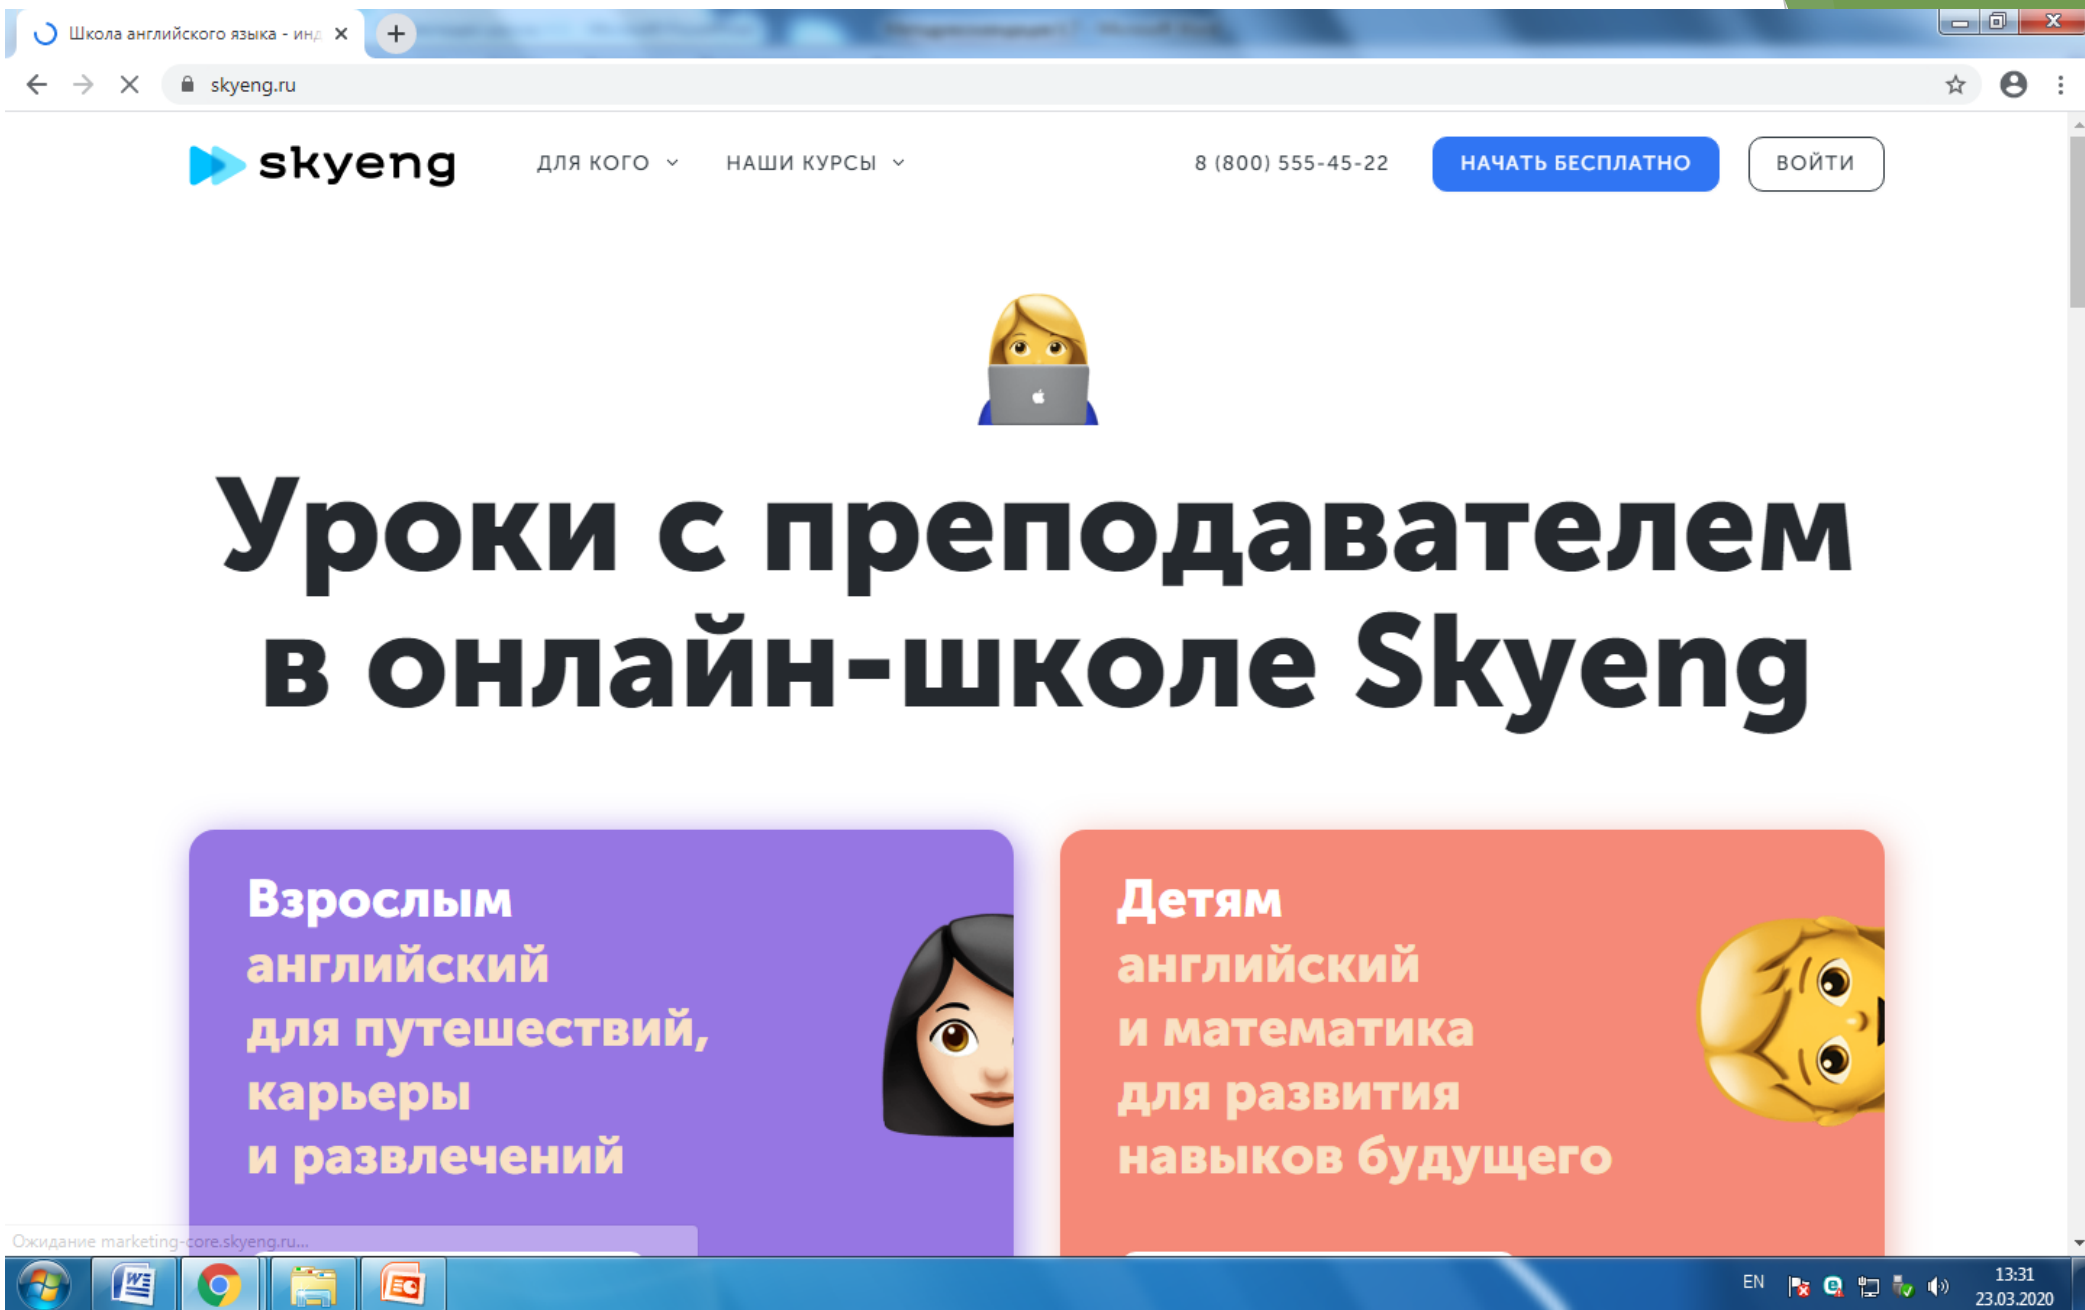 Школа английского языка - инд
skyeng.ru
skyeng
ДЛЯ КОГО
НАШИ КУРСЫ
8 (800) 555-45-22
НАЧАТЬ БЕСПЛАТНО
ВОЙТИ
Уроки с преподавателем
в онлайн-школе Skyeng
Взрослым
английский
для путешествий,
карьеры
и развлечений
Детям
английский
и математика
для развития
навыков будущего
Ожидание marketing-core.skyeng.ru...
EN
13:31
23.03.2020